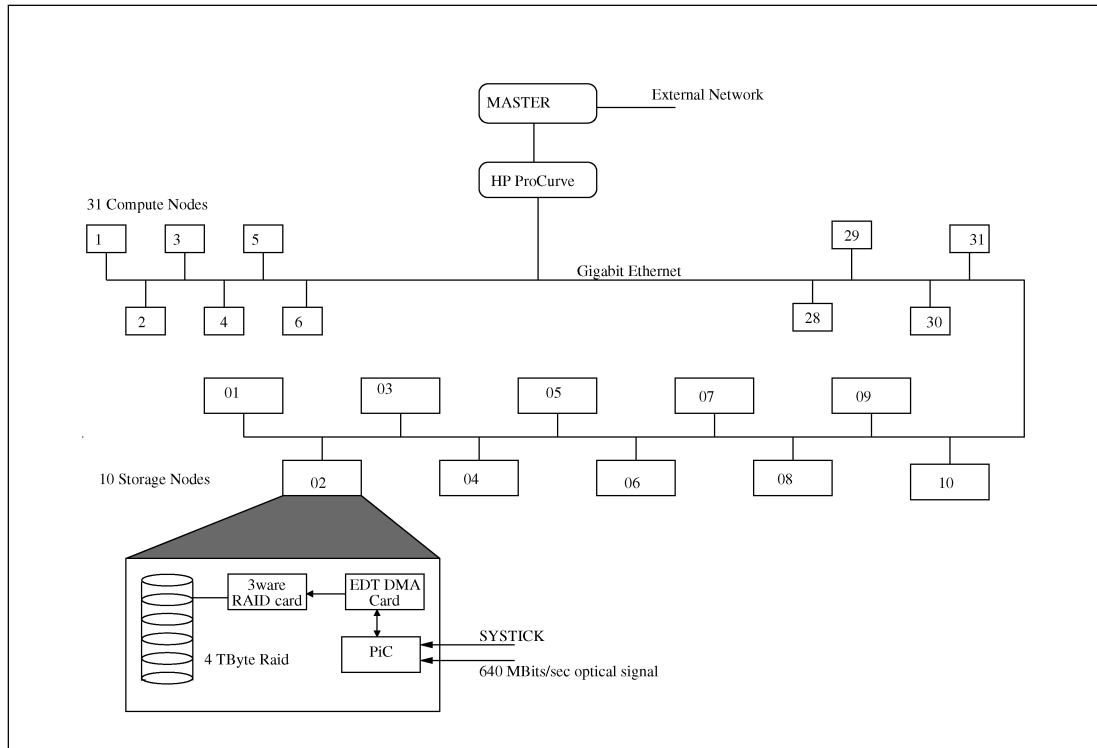 MASTER
External Network
HP ProCurve
31 Compute Nodes
1
3
5
29
31
Gigabit Ethernet
2
4
6
28
30
01
03
05
07
09
10 Storage Nodes
02
04
06
08
10
3ware
RAID card
EDT DMA
Card
SYSTICK
PiC
4 TByte Raid
640 MBits/sec optical signal